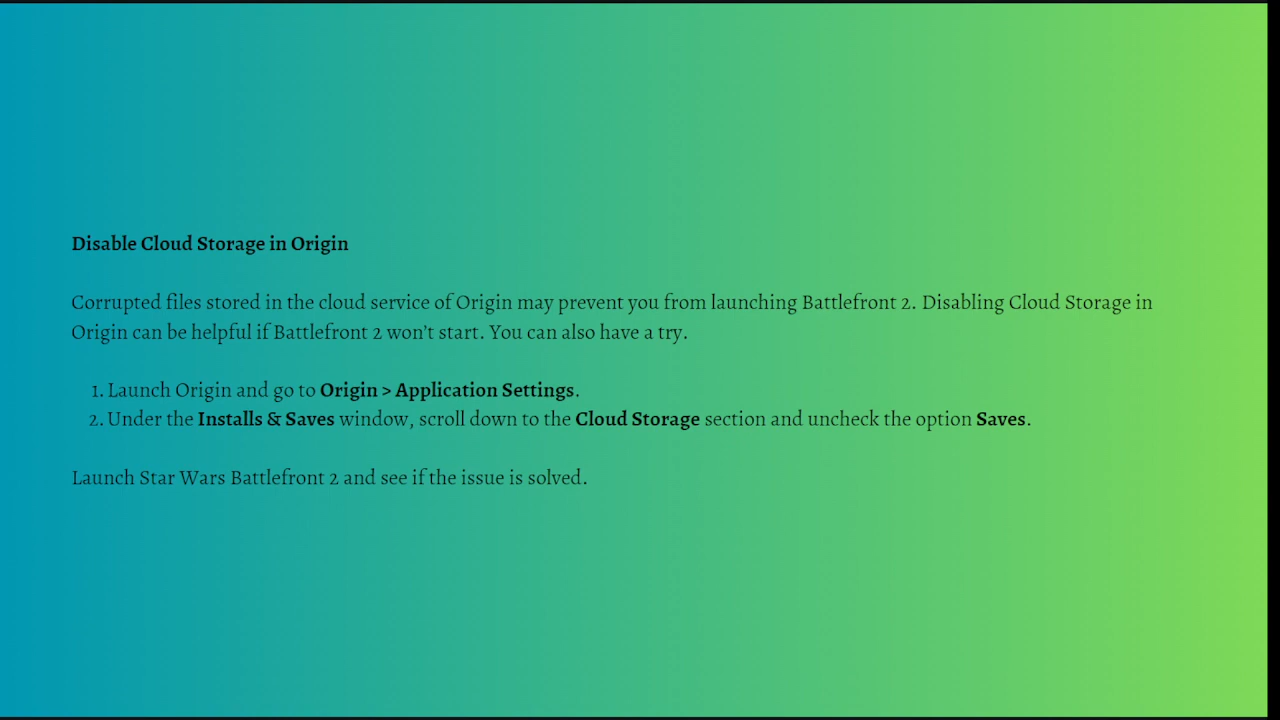 Disable Cloud Storage in Origin
Corrupted files stored in the cloud service of Origin may prevent you from launching Battlefront 2. Disabling Cloud Storage in
Origin can be helpful if Battlefront 2 won’t start. You can also have a try.
1. Launch Origin and go to Origin > Application Settings.
2. Under the Installs & Saves window, scroll down to the Cloud Storage section and uncheck the option Saves.
Launch Star Wars Battlefront 2 and see if the issue is solved.